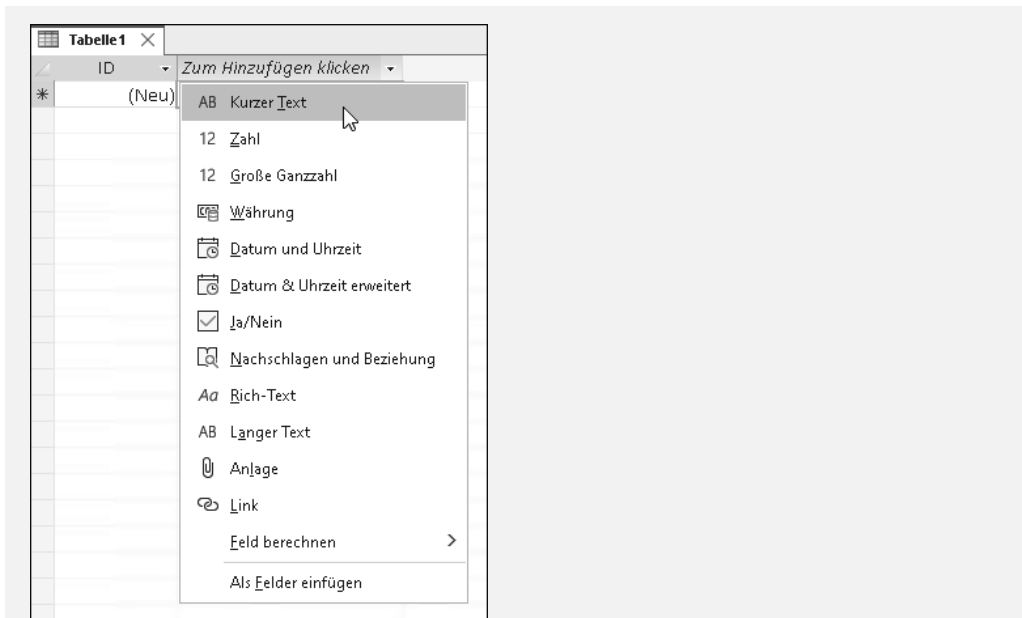 Tabelle1
ID Zum Hinzufügen klicken
* (Neu)
AB Kurzer Text
12 Zahl
12 Große Ganzzahl
Währung
Datum und Uhrzeit
Datum & Uhrzeit erweitert
Ja/Nein
Nachschlagen und Beziehung
Aa Rich-Text
AB Langer Text
Anlage
Link
Feld berechnen
Als Felder einfügen